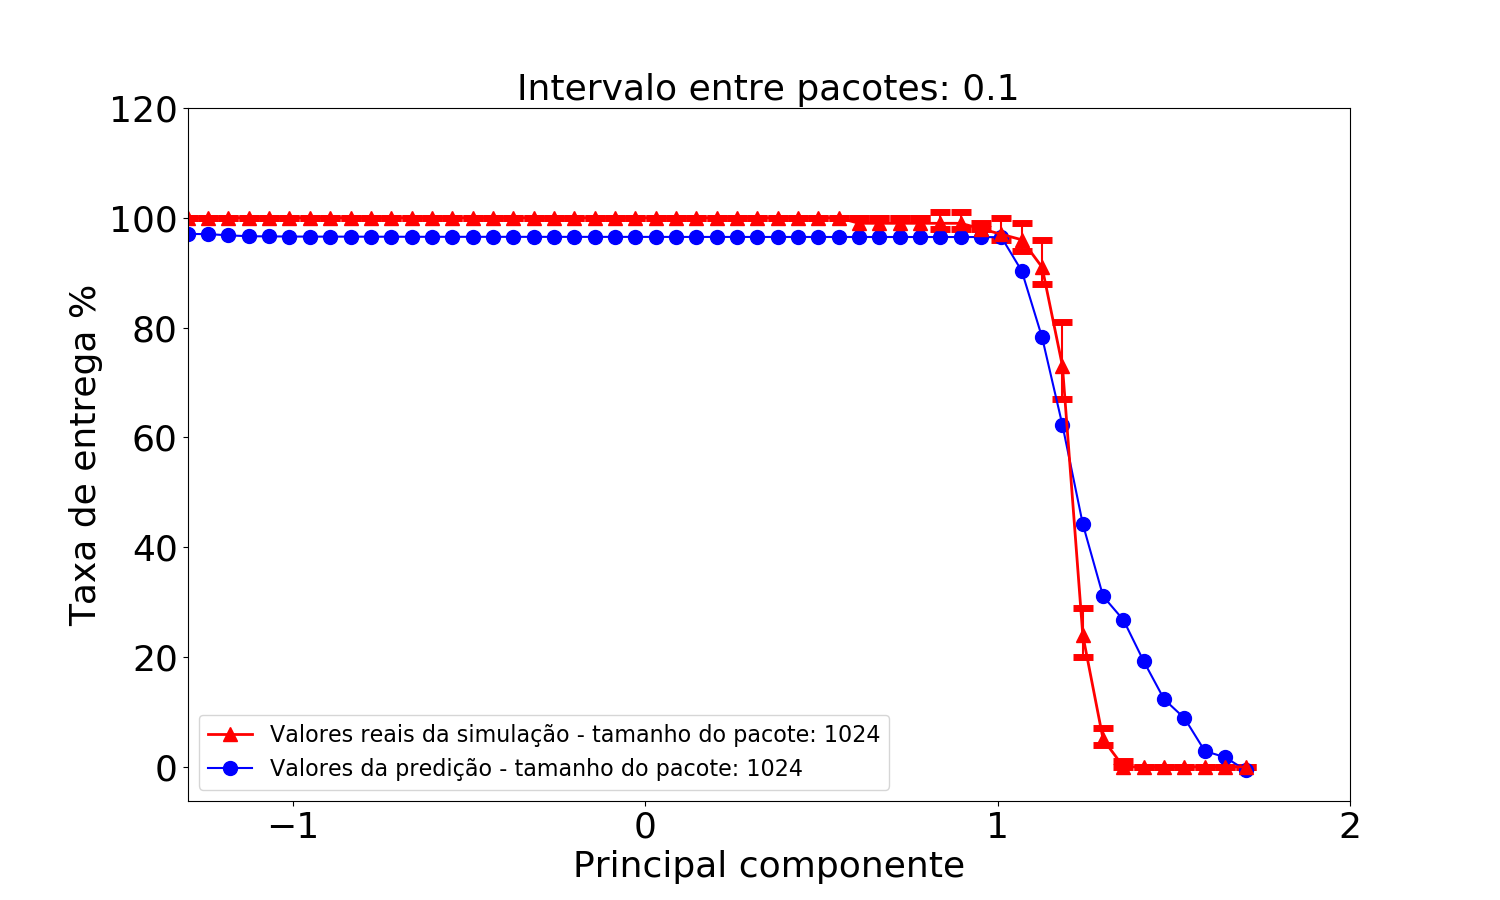 Intervalo entre pacotes: 0.1
120
100
80
60
40
20
0
Taxa de entrega %
Valores reais da simulação - tamanho do pacote: 1024
Valores da predição - tamanho do pacote: 1024
−1
0
1
2
Principal componente